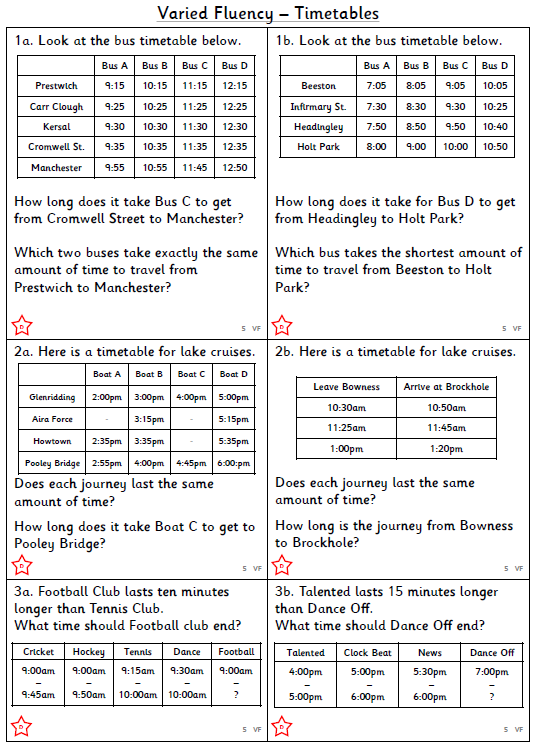 Varied Fluency – Timetables
1a. Look at the bus timetable below.
Bus A Bus B Bus C Bus D
Prestwich 9:15 10:15 11:15 12:15
Carr Clough 9:25 10:25 11:25 12:25
Kersal 9:30 10:30 11:30 12:30
Cromwell St. 9:35 10:35 11:35 12:35
Manchester 9:55 10:55 11:45 12:50
How long does it take Bus C to get
from Cromwell Street to Manchester?
Which two buses take exactly the same
amount of time to travel from
Prestwich to Manchester?
D
5 VF
1b. Look at the bus timetable below.
Bus A Bus B Bus C Bus D
Beeston 7:05 8:05 9:05 10:05
Infirmary St. 7:30 8:30 9:30 10:25
Headingley 7:50 8:50 9:50 10:40
Holt Park 8:00 9:00 10:00 10:50
How long does it take for Bus D to get
from Headingley to Holt Park?
Which bus takes the shortest amount of
time to travel from Beeston to Holt
Park?
D
5 VF
2a. Here is a timetable for lake cruises.
Boat A Boat B Boat C Boat D
Glenridding 2:00pm 3:00pm 4:00pm 5:00pm
Aira Force - 3:15pm - 5:15pm
Howtown 2:35pm 3:35pm - 5:35pm
Pooley Bridge 2:55pm 4:00pm 4:45pm 6:00:pm
Does each journey last the same
amount of time?
How long does it take Boat C to get to
Pooley Bridge?
D
5 VF
2b. Here is a timetable for lake cruises.
Leave Bowness Arrive at Brockhole
10:30am 10:50am
11:25am 11:45am
1:00pm 1:20pm
Does each journey last the same
amount of time?
How long is the journey from Bowness
to Brockhole?
D
5 VF
3a. Football Club lasts ten minutes
longer than Tennis Club.
What time should Football club end?
Cricket Hockey Tennis Dance Football
9:00am 9:00am 9:15am 9:30am 9:00am
– – – – –
9:45am 9:50am 10:00am 10:00am ?
D
5 VF
3b. Talented lasts 15 minutes longer
than Dance Off.
What time should Dance Off end?
Talented Clock Beat News Dance Off
4:00pm 5:00pm 5:30pm 7:00pm
– – – –
5:00pm 6:00pm 6:00pm ?
D
5 VF